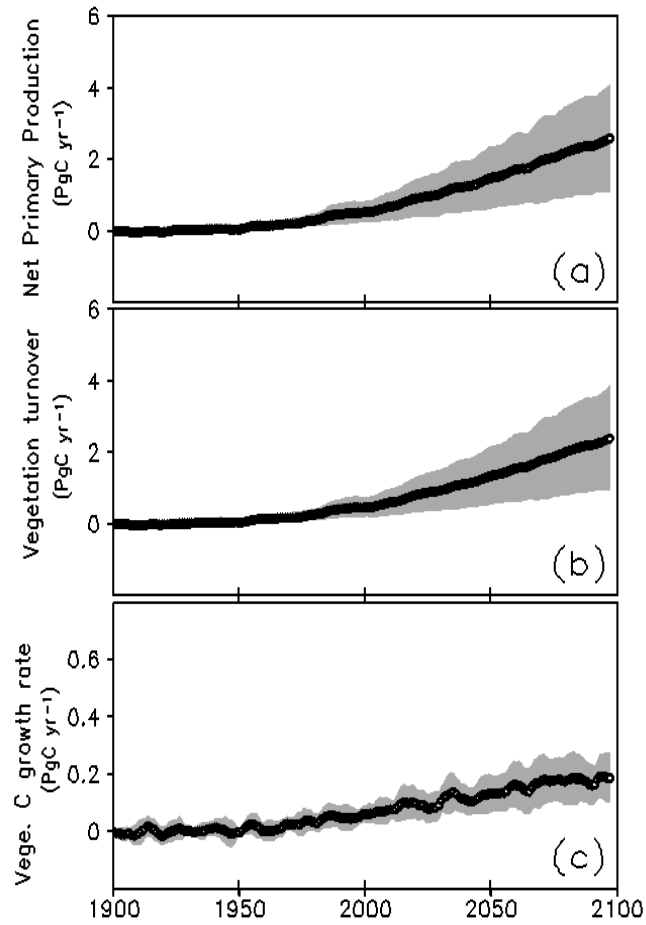 6
4
2
0
Net Primary Production
(PgC yr⁻¹)
(a)
6
4
2
0
Vegetation turnover
(PgC yr⁻¹)
(b)
0.6
0.4
0.2
0
Vege. C growth rate
(PgC yr⁻¹)
(c)
1900 1950 2000 2050 2100